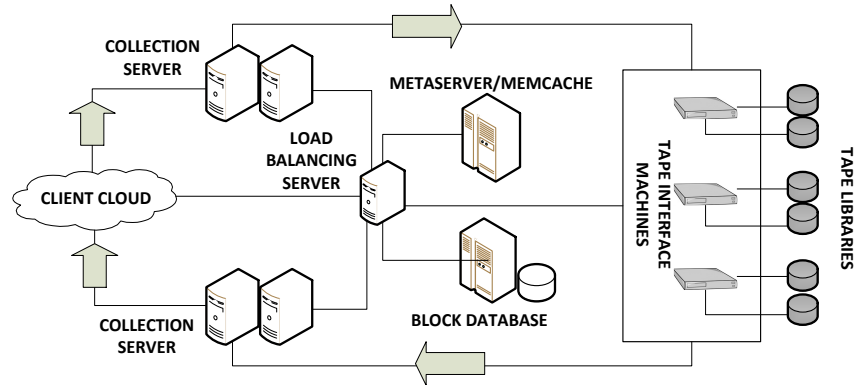 COLLECTION
SERVER
METASERVER/MEMCACHE
LOAD
BALANCING
SERVER
CLIENT CLOUD
TAPE INTERFACE
MACHINES
TAPE LIBRARIES
COLLECTION
SERVER
BLOCK DATABASE